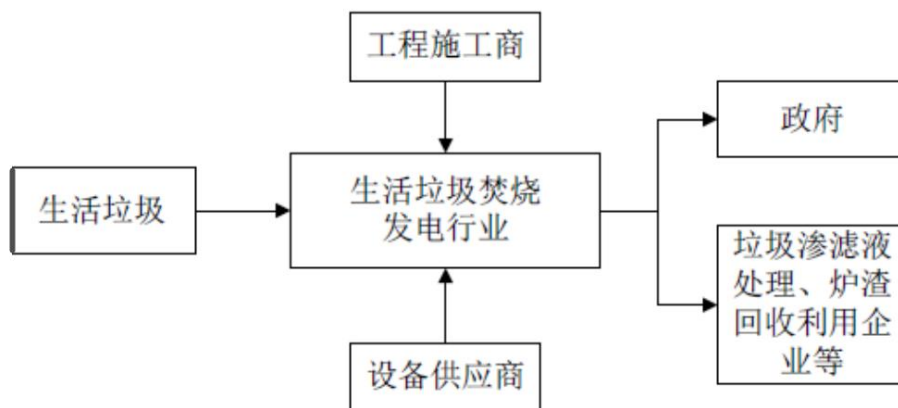 工程施工商
政府
生活垃圾
生活垃圾焚烧
发电行业
垃圾渗滤液
处理、炉渣
回收利用企
业等
设备供应商